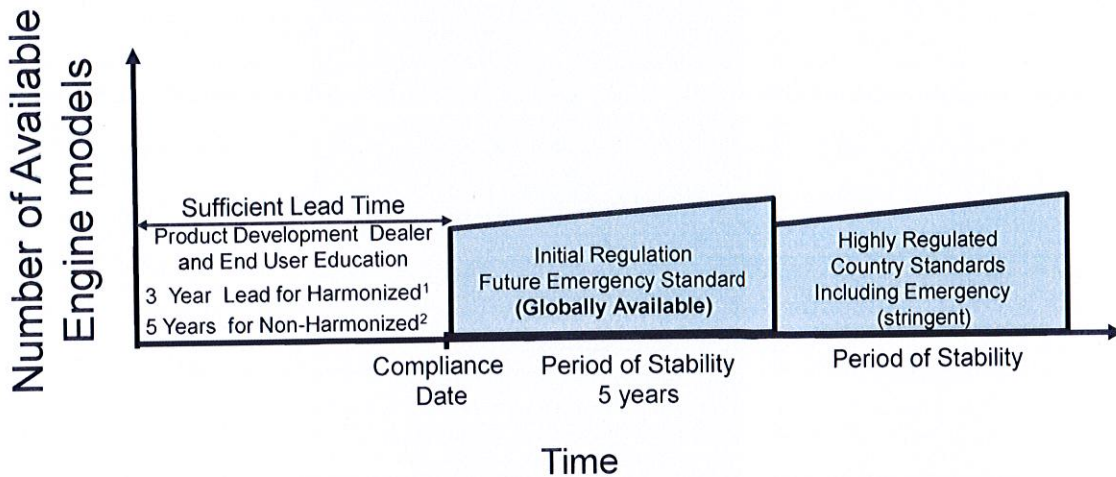 Number of Available
Engine models
Sufficient Lead Time
Product Development Dealer
and End User Education
3 Year Lead for Harmonized¹
5 Years for Non-Harmonized²
Initial Regulation
Future Emergency Standard
(Globally Available)
Highly Regulated
Country Standards
Including Emergency
(stringent)
Compliance
Date
Period of Stability
5 years
Period of Stability
Time